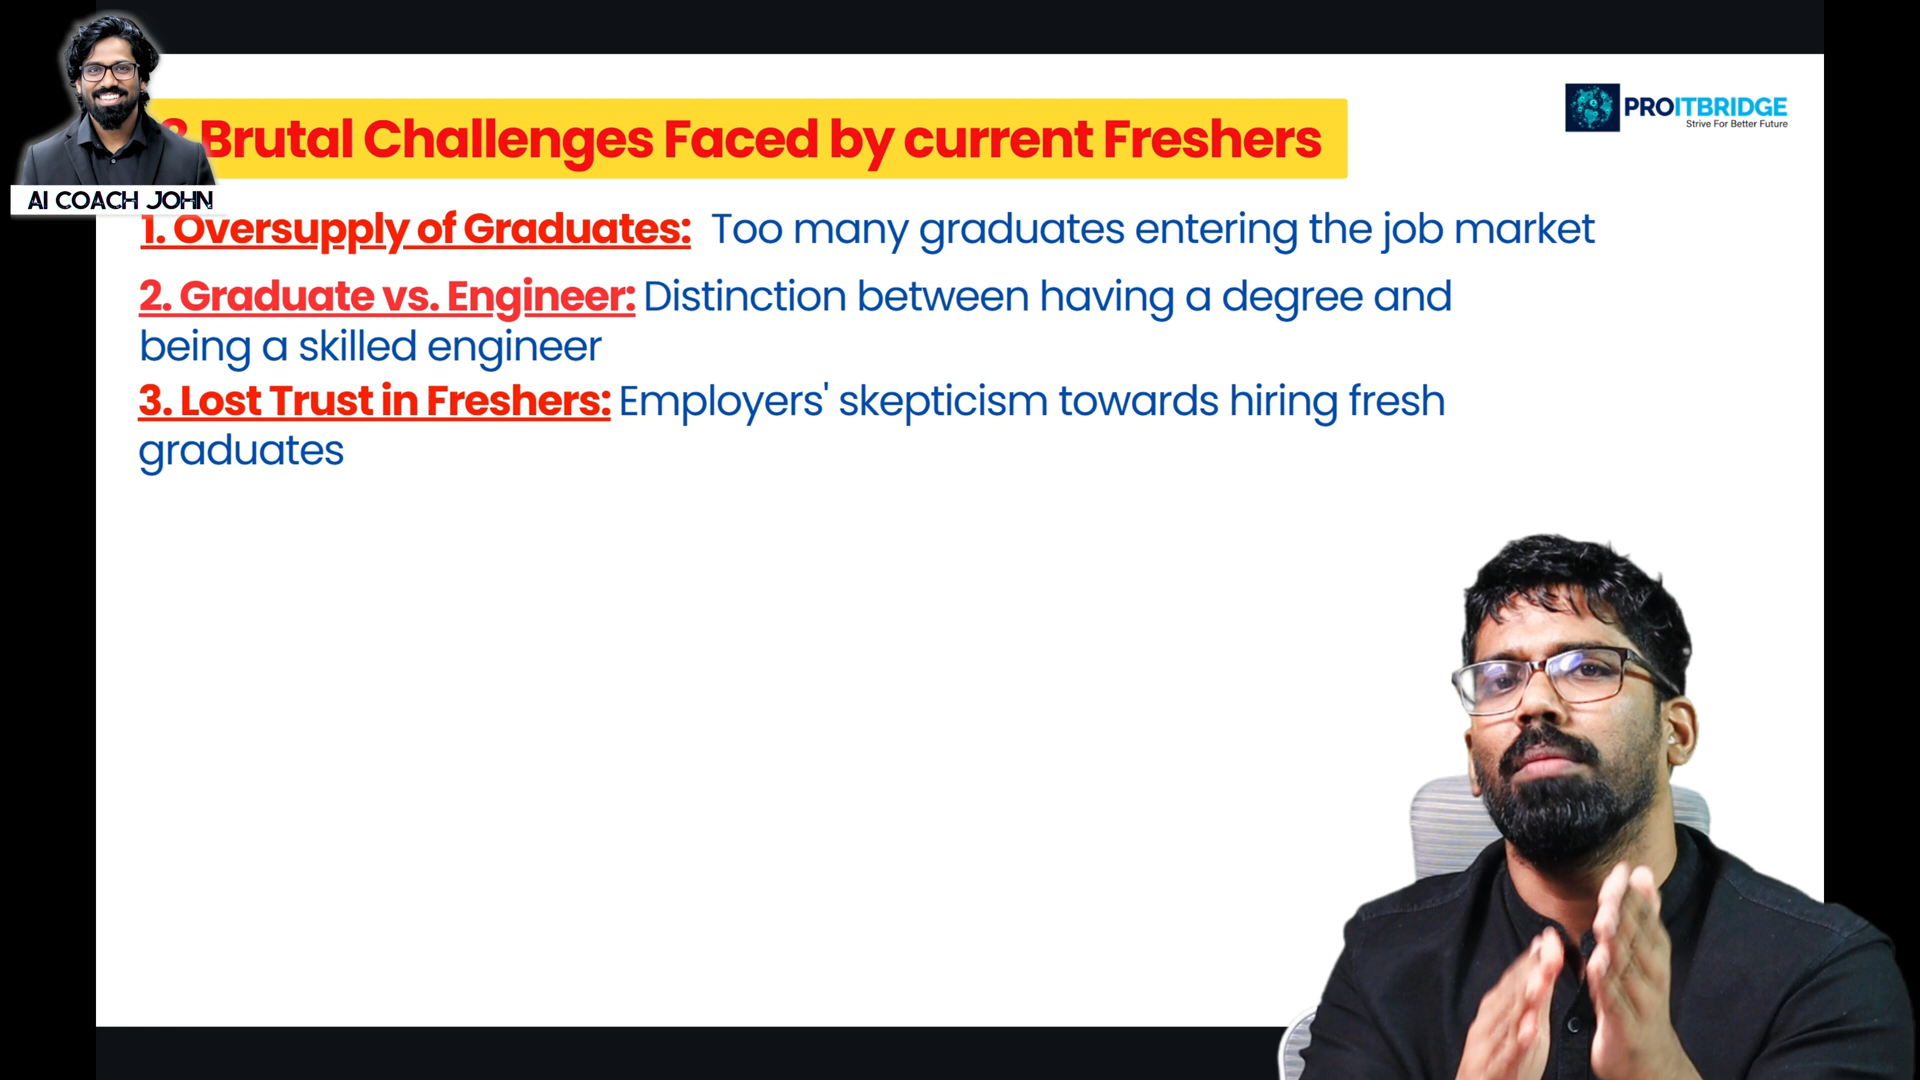 Brutal Challenges Faced by current Freshers
PROITBRIDGE
Strive For Better Future
AI COACH JOHN
1. Oversupply of Graduates: Too many graduates entering the job market
2. Graduate vs. Engineer: Distinction between having a degree and
being a skilled engineer
3. Lost Trust in Freshers: Employers' skepticism towards hiring fresh
graduates